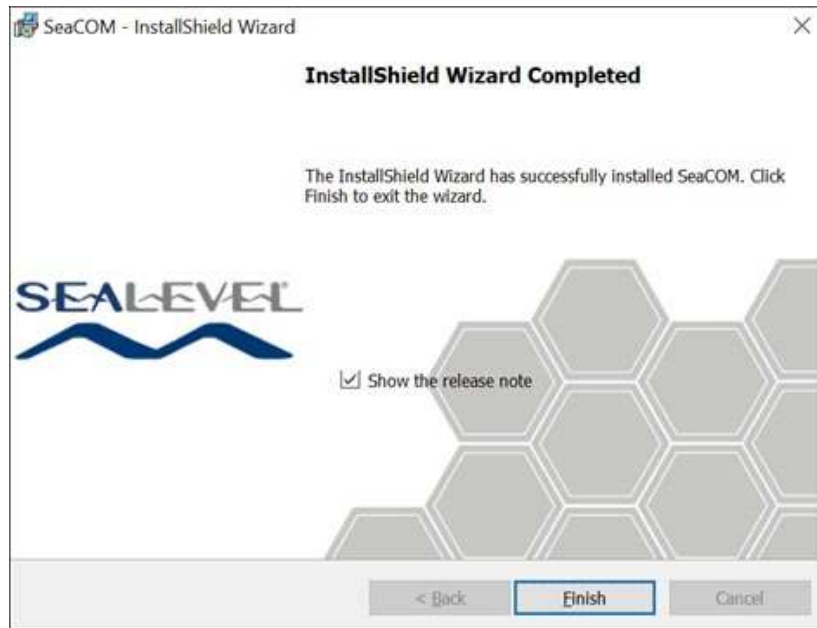 SeaCOM - InstallShield Wizard
InstallShield Wizard Completed
The InstallShield Wizard has successfully installed SeaCOM. Click
Finish to exit the wizard.
SEALEVEL
Show the release note
< Back
Finish
Cancel